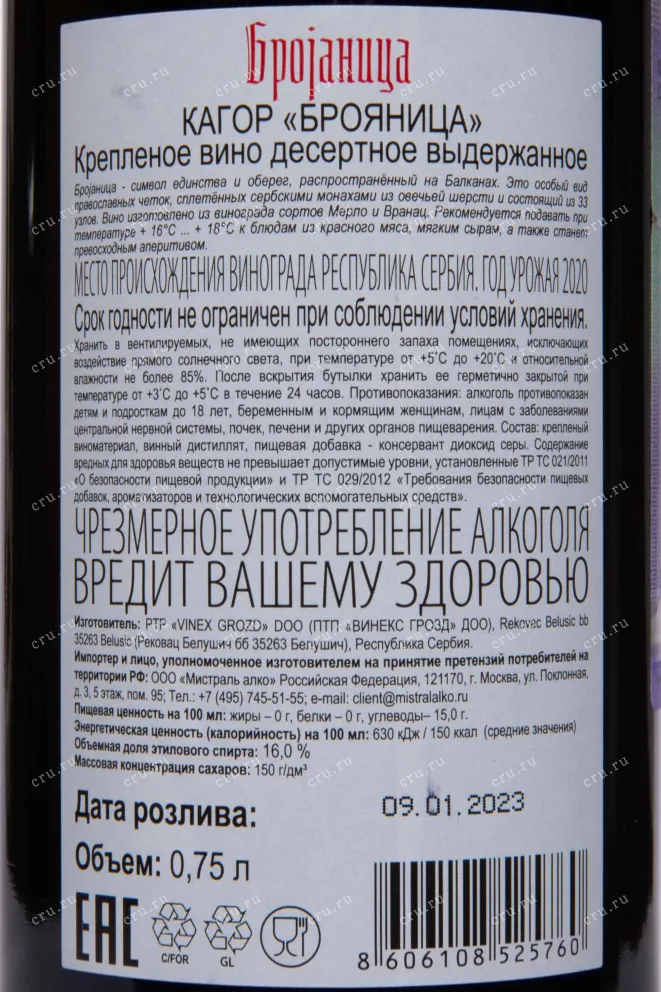 Бројаница
КАГОР «БРОЯНИЦА»
Крепленое вино десертное выдержанное
Бројаница - символ единства и оберег, распространённый на Балканах. Это особый вид
православных четок, сплетённых сербскими монахами из овечьей шерсти и состоящий из 33
узлов. Вино изготовлено из винограда сортов Мерло и Вранац. Рекомендуется подавать при
температуре + 16°C ... + 18°C к блюдам из красного мяса, мягким сырам, а также станет
превосходным аперитивом.
МЕСТО ПРОИСХОЖДЕНИЯ ВИНОГРАДА РЕСПУБЛИКА СЕРБИЯ. ГОД УРОЖАЯ 2020
Срок годности не ограничен при соблюдении условий хранения.
Хранить в вентилируемых, не имеющих постороннего запаха помещениях, исключающих
воздействие прямого солнечного света, при температуре от +5˚С до +20˚С и относительной
влажности не более 85%. После вскрытия бутылки хранить ее герметично закрытой при
температуре от +3˚С до +5˚С в течение 24 часов. Противопоказания: алкоголь противопоказан
детям и подросткам до 18 лет, беременным и кормящим женщинам, лицам с заболеваниями
центральной нервной системы, почек, печени и других органов пищеварения. Состав: крепленый
виноматериал, винный дистиллят, пищевая добавка - консервант диоксид серы. Содержание
вредных для здоровья веществ не превышает допустимые уровни, установленные ТР ТС 021/2011
«О безопасности пищевой продукции» и ТР ТС 029/2012 «Требования безопасности пищевых
добавок, ароматизаторов и технологических вспомогательных средств».
ЧРЕЗМЕРНОЕ УПОТРЕБЛЕНИЕ АЛКОГОЛЯ
ВРЕДИТ ВАШЕМУ ЗДОРОВЬЮ
Изготовитель: PTP «VINEX GROZD» DOO (ПТП «ВИНЕКС ГРОЗД» ДОО), Rekovac Belusic bb
35263 Belusic (Рековац Белушич бб 35263 Белушич), Республика Сербия.
Импортер и лицо, уполномоченное изготовителем на принятие претензий потребителей на
территории РФ: ООО «Мистраль алко» Российская Федерация, 121170, г. Москва, ул. Поклонная,
д. 3, 5 этаж, пом. 95; Тел.: +7 (495) 745-51-55; e-mail: client@mistralalko.ru
Пищевая ценность на 100 мл: жиры – 0 г, белки – 0 г, углеводы– 15,0 г.
Энергетическая ценность (калорийность) на 100 мл: 630 кДж / 150 ккал (средние значения)
Объемная доля этилового спирта: 16,0 %
Массовая концентрация сахаров: 150 г/дм³
Дата розлива: 09.01.2023
Объем: 0,75 л
EAC
C/FOR
GL
8 606108 525760
cru.ru